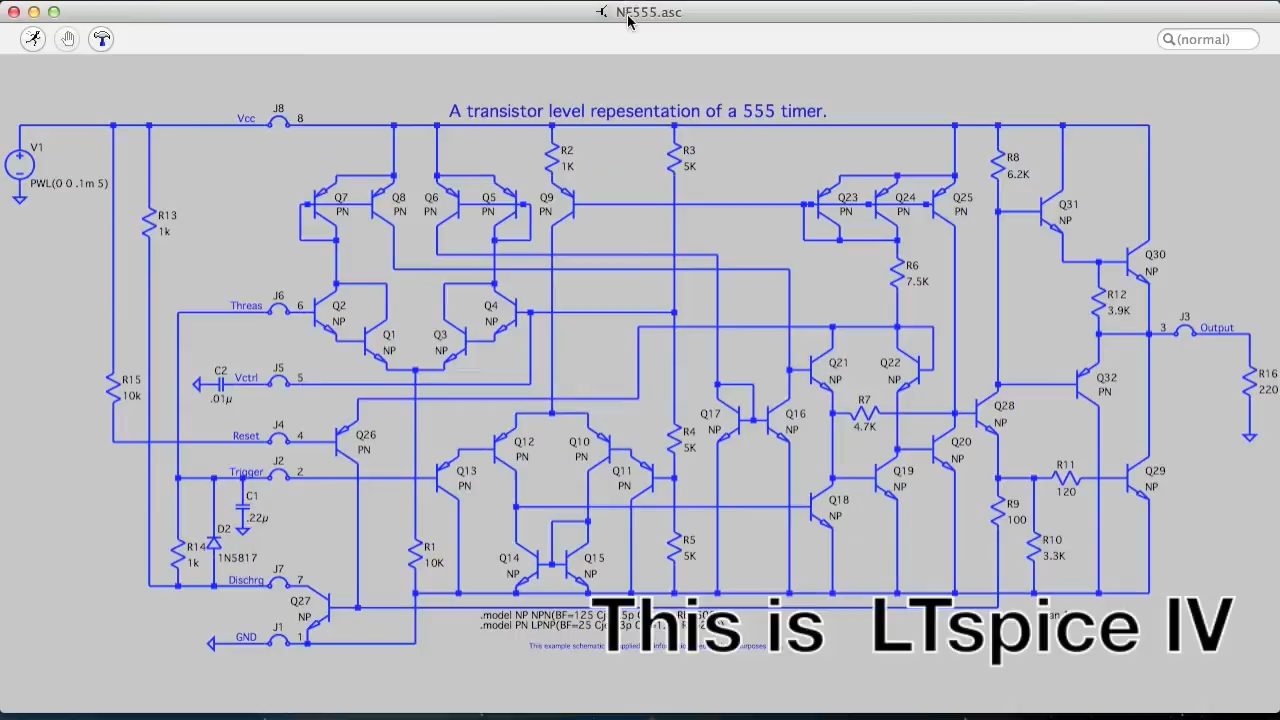 NE555.asc
(normal)
A transistor level repesentation of a 555 timer.
Vcc J8 8
V1
PWL(0 0 .1m 5)
R13
1k
Q7
PN
Q8
PN
Q6
PN
Q5
PN
Q9
PN
R2
1K
R3
5K
Q23
PN
Q24
PN
Q25
PN
R8
6.2K
Q31
NP
Q30
NP
R6
7.5K
R12
3.9K
Threas J6 6
Q2
NP
Q1
NP
Q4
NP
Q3
NP
3 J3 Output
R16
220
Q21
NP
Q22
NP
Q32
PN
R15
10k
C2
.01µ
Vctrl J5 5
R7
4.7K
Q28
NP
Q17
NP
Q16
NP
Reset J4 4
Q26
PN
Q12
PN
Q10
PN
R4
5K
Q20
NP
Trigger J2 2
Q13
PN
Q11
PN
Q19
NP
R11
120
Q29
NP
C1
.22µ
Q18
NP
R9
100
R14
1k
D2
1N5817
R1
10K
Q14
NP
Q15
NP
R5
5K
R10
3.3K
Dischrg J7 7
Q27
NP
GND J1 1
.model NP NPN(BF=125
.model PN LPNP(BF=25
This example schematic
This is LTspice IV